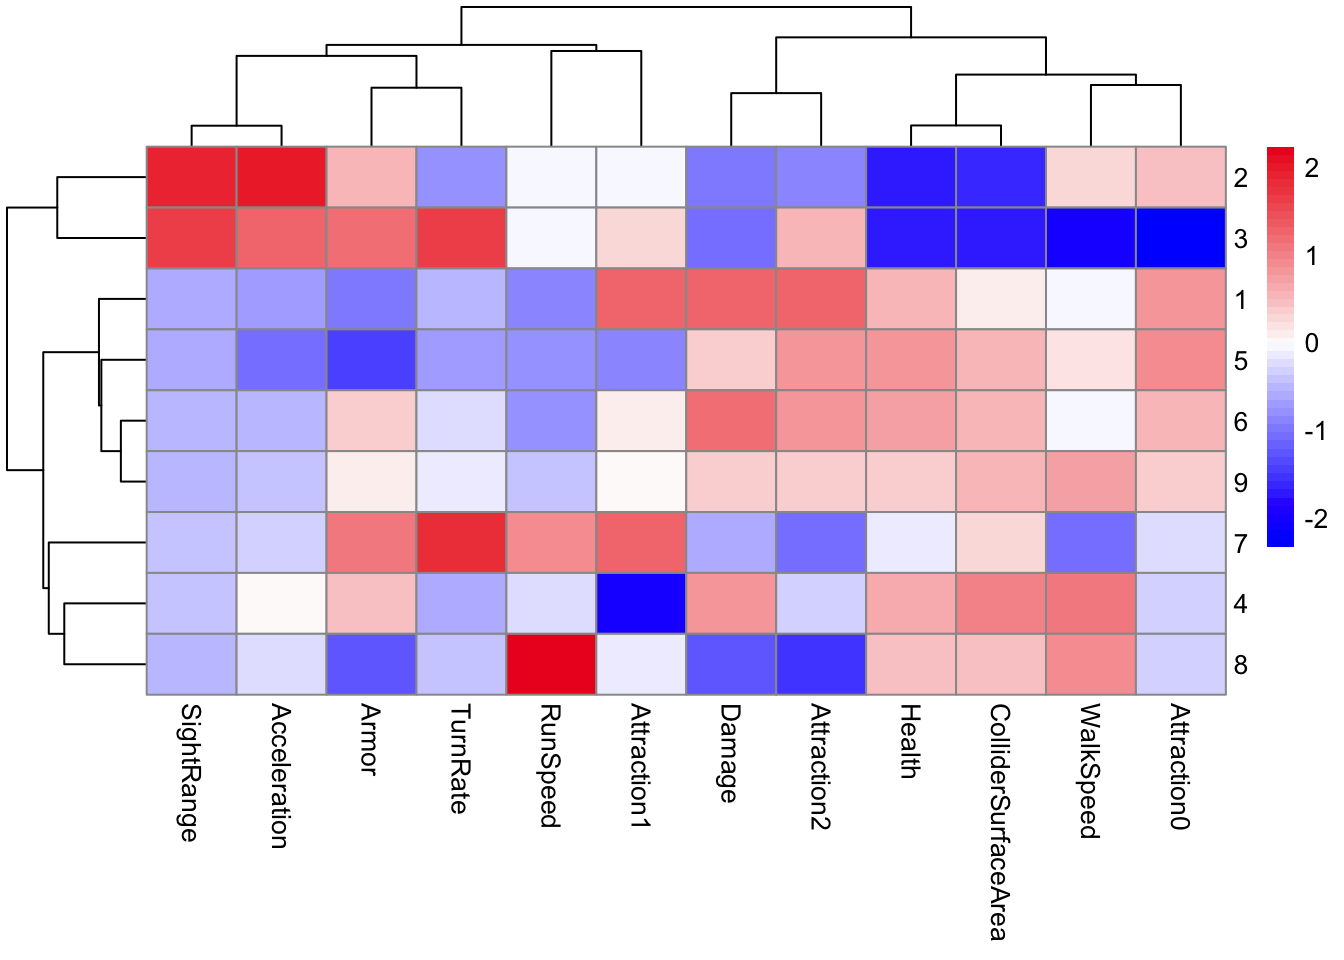 2
3
1
5
6
9
7
4
8
2
1
0
-1
-2
SightRange
Acceleration
Armor
TurnRate
RunSpeed
Attraction1
Damage
Attraction2
Health
ColliderSurfaceArea
WalkSpeed
Attraction0